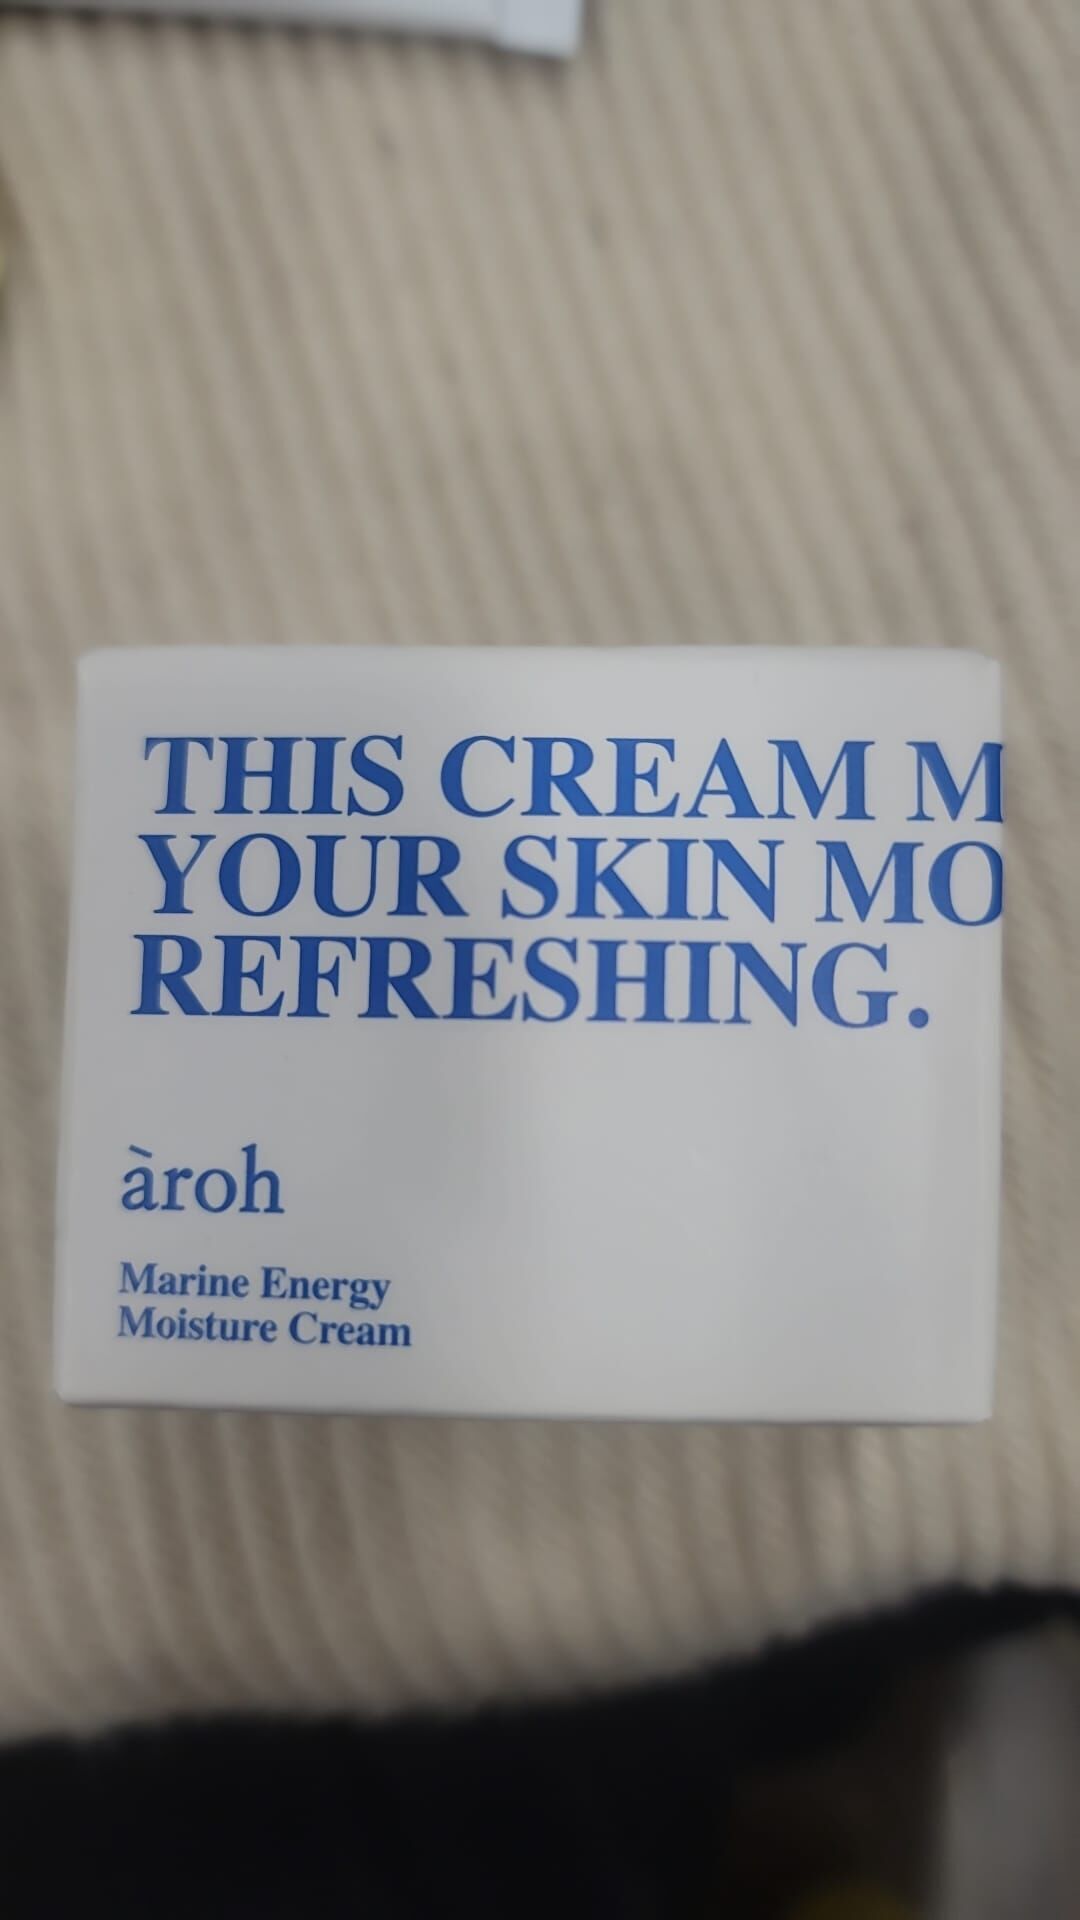 THIS CREAM M
YOUR SKIN MO
REFRESHING.
àroh
Marine Energy
Moisture Cream